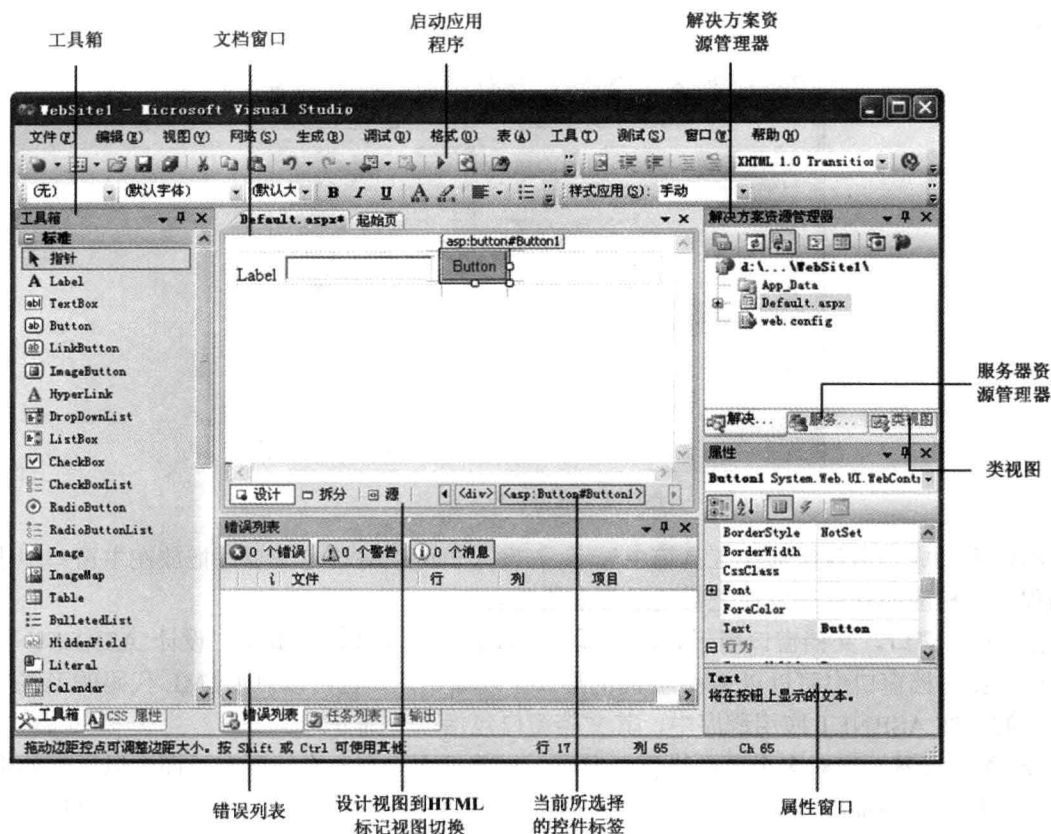 工具箱
文档窗口
启动应用
程序
解决方案资
源管理器
WebSite1 - Microsoft Visual Studio
文件(F) 编辑(E) 视图(V) 网站(S) 生成(B) 调试(D) 格式(O) 表(A) 工具(T) 测试(S) 窗口(W) 帮助(H)
XHTML 1.0 Transition
(无) (默认字体) (默认大 B I U A 样式应用(S): 手动
工具箱
标准
指针
Label
TextBox
Button
LinkButton
ImageButton
HyperLink
DropDownList
ListBox
CheckBox
CheckBoxList
RadioButton
RadioButtonList
Image
ImageMap
Table
BulletedList
HiddenField
Literal
Calendar
工具箱 CSS 属性
Default.aspx* 起始页
asp:button#Button1
Label Button
设计 拆分 源 <div> <asp:Button#Button1>
错误列表
0 个错误 0 个警告 0 个消息
文件 行 列 项目
错误列表 任务列表 输出
解决方案资源管理器
d:\...\WebSite1\
App_Data
Default.aspx
web.config
解决... 服务... 类视图
属性
Button1 System.Web.UI.WebContr
BorderStyle NotSet
BorderWidth
CssClass
Font
ForeColor
Text Button
行为
Text
将在按钮上显示的文本。
拖动边距控点可调整边距大小。按 Shift 或 Ctrl 可使用其他 行 17 列 65 Ch 65
服务器资
源管理器
类视图
错误列表
设计视图到HTML
标记视图切换
当前所选择
的控件标签
属性窗口